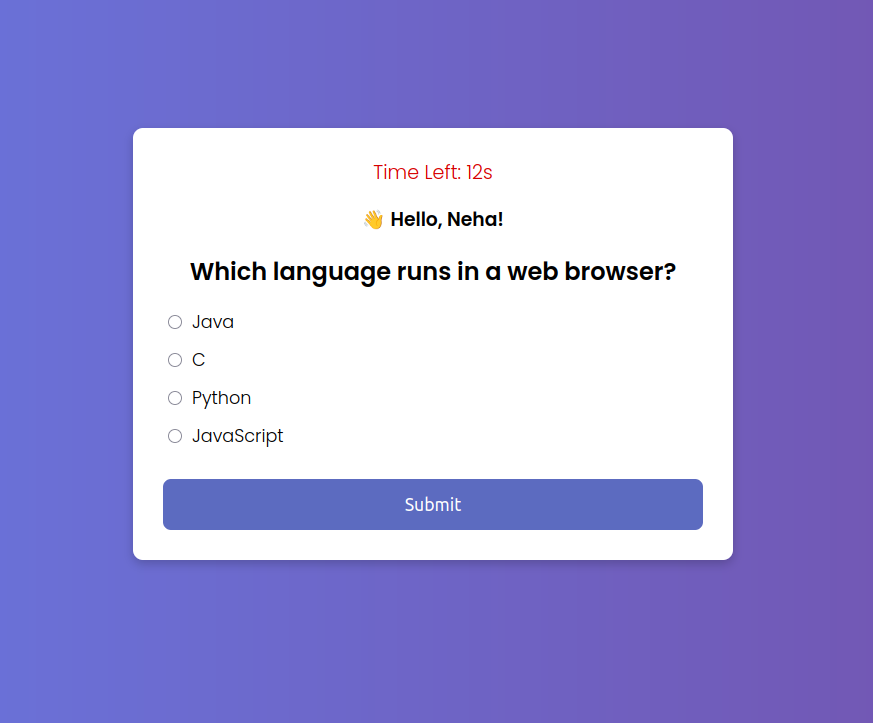 Time Left: 12s
👋 Hello, Neha!
Which language runs in a web browser?
Java
C
Python
JavaScript
Submit